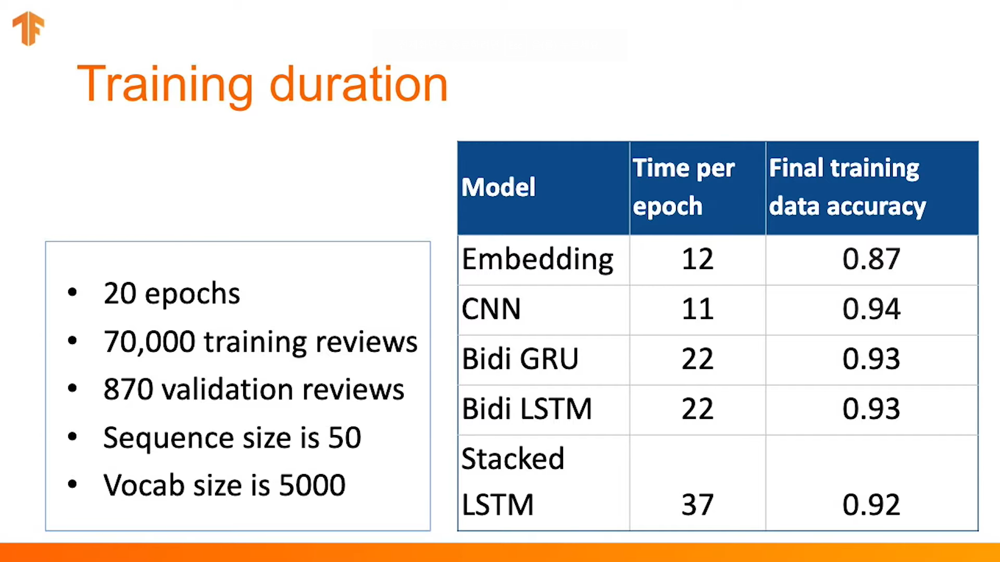 Training duration
• 20 epochs
• 70,000 training reviews
• 870 validation reviews
• Sequence size is 50
• Vocab size is 5000
Model Time per epoch Final training data accuracy
Embedding 12 0.87
CNN 11 0.94
Bidi GRU 22 0.93
Bidi LSTM 22 0.93
Stacked
LSTM 37 0.92